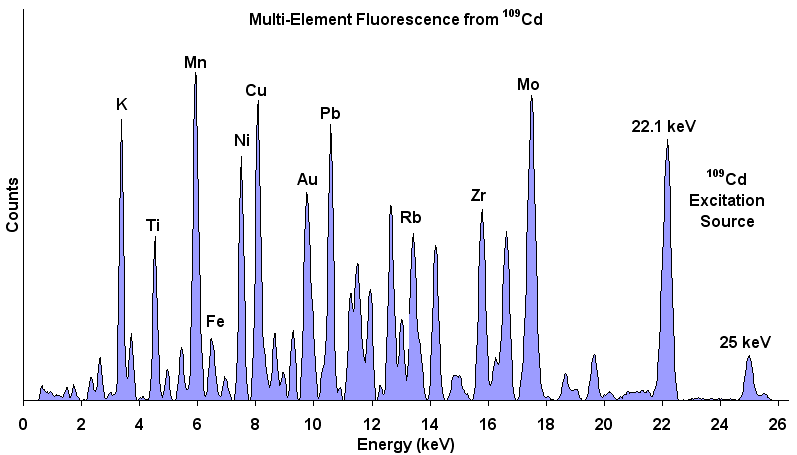 Multi-Element Fluorescence from ¹⁰⁹Cd
Mn
Mo
Cu
K
Pb
22.1 keV
Ni
¹⁰⁹Cd
Excitation
Source
Au
Zr
Rb
Ti
Fe
25 keV
Counts
0 2 4 6 8 10 12 14 16 18 20 22 24 26
Energy (keV)